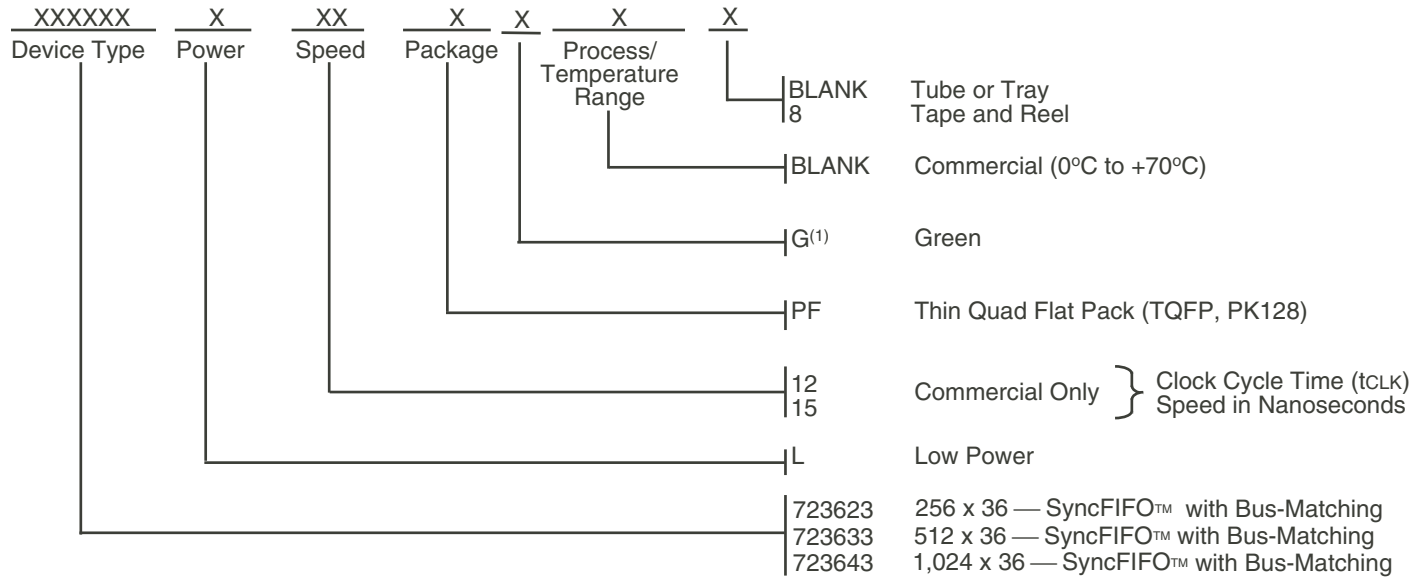 XXXXXX X XX X X X X
Device Type Power Speed Package Process/
Temperature
Range
BLANK Tube or Tray
8 Tape and Reel
BLANK Commercial (0°C to +70°C)
G(1) Green
PF Thin Quad Flat Pack (TQFP, PK128)
12 Commercial Only Clock Cycle Time (tCLK)
15 Speed in Nanoseconds
L Low Power
723623 256 x 36 — SyncFIFO™ with Bus-Matching
723633 512 x 36 — SyncFIFO™ with Bus-Matching
723643 1,024 x 36 — SyncFIFO™ with Bus-Matching